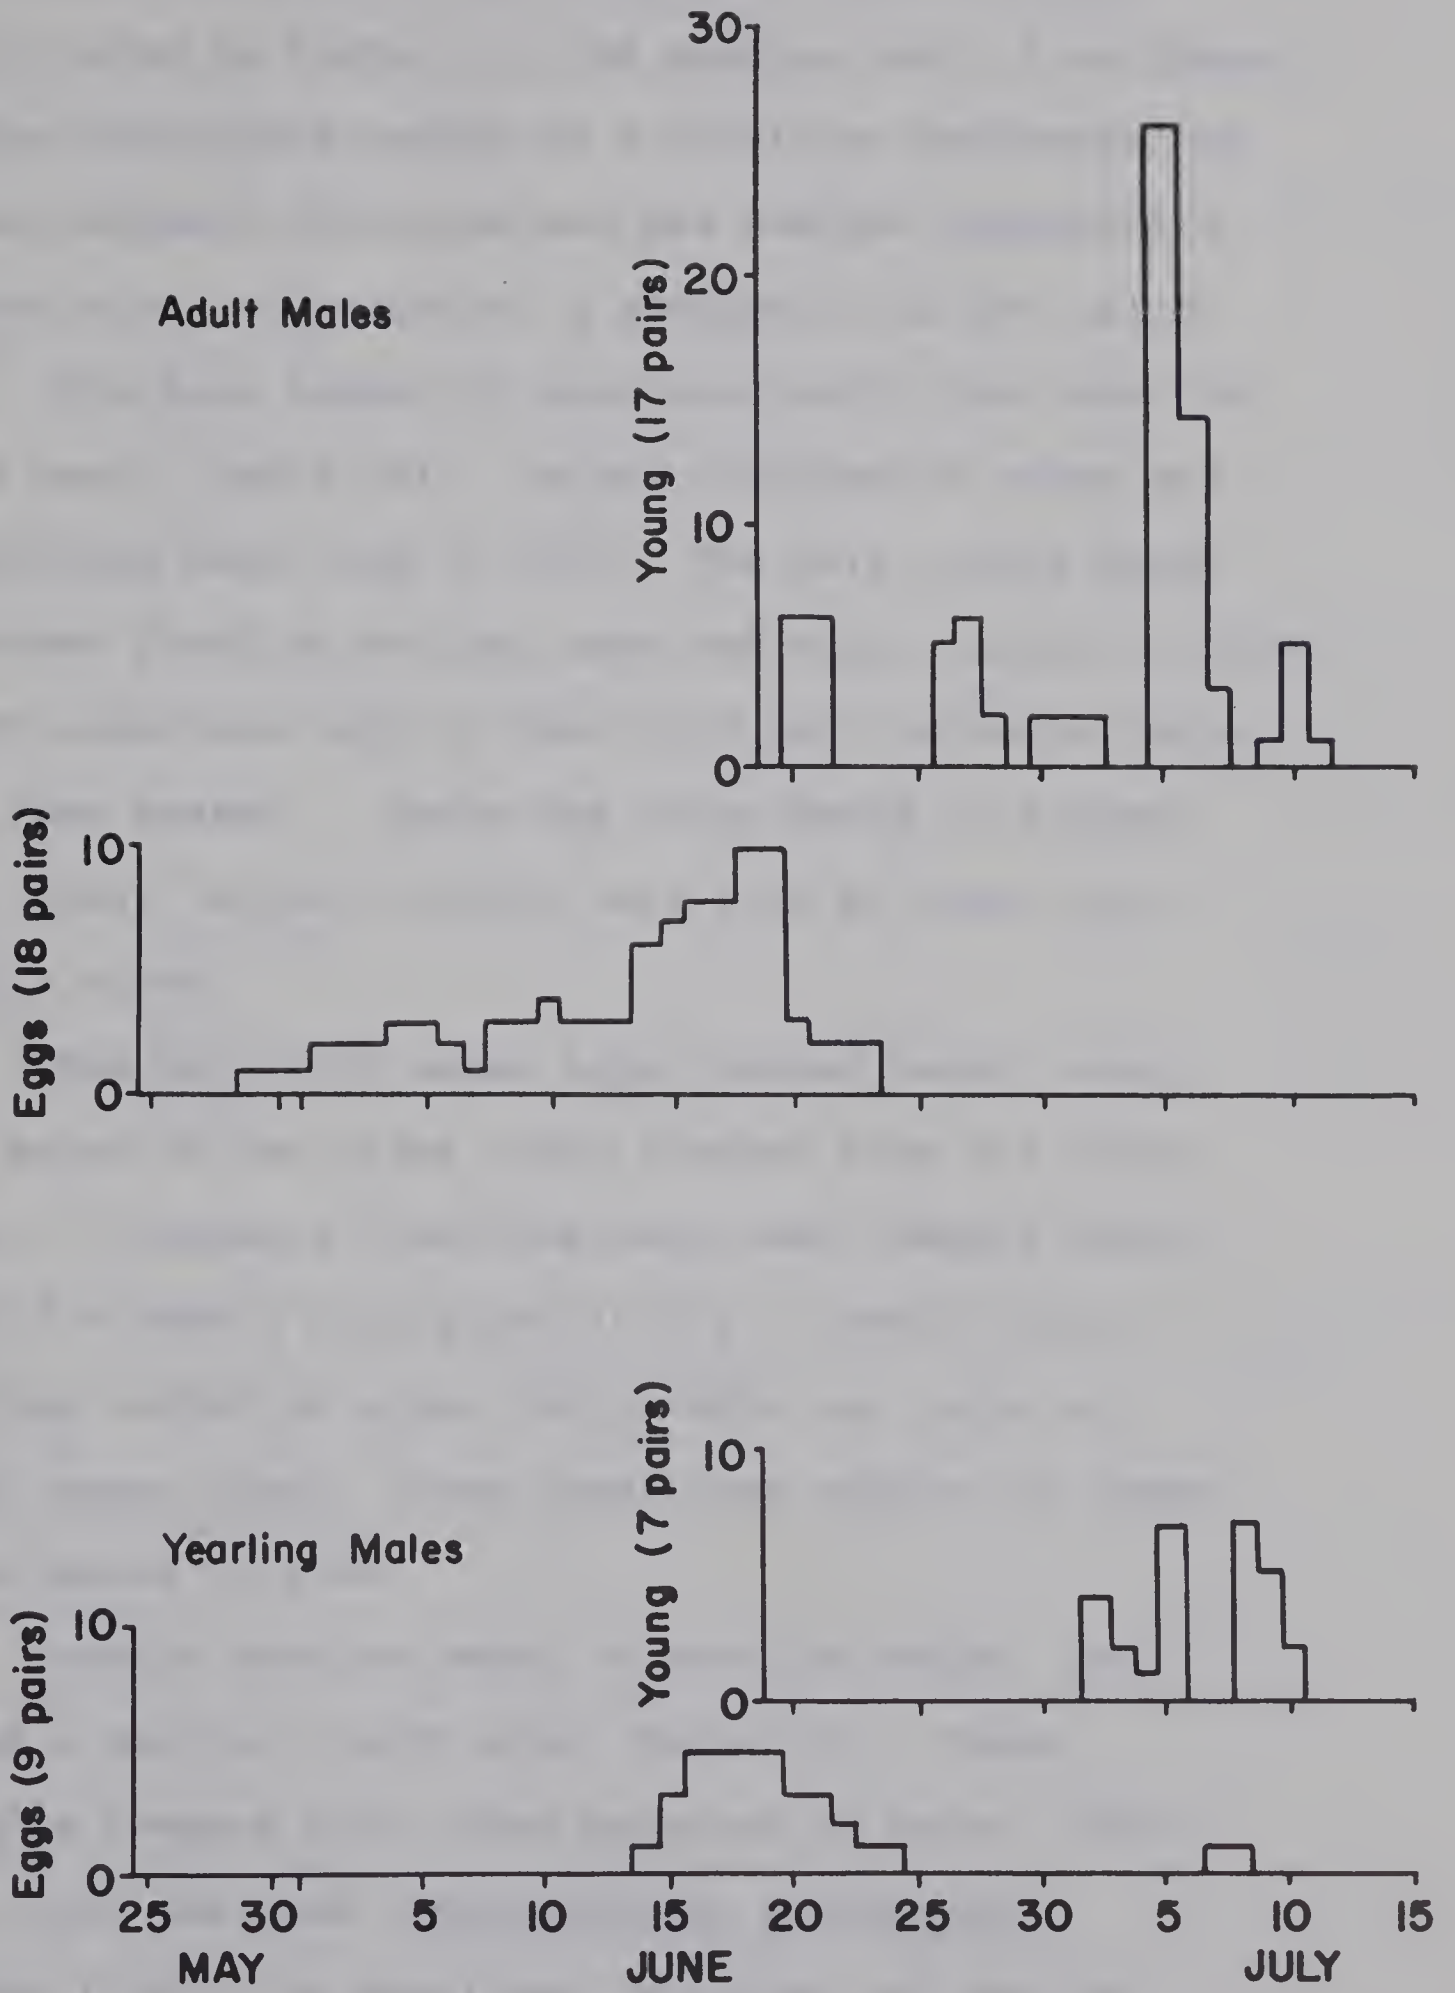 30
20
10
0
Young (17 pairs)
Adult Males
10
0
Eggs (18 pairs)
10
0
Young (7 pairs)
Yearling Males
10
0
Eggs (9 pairs)
25 30 5 10 15 20 25 30 5 10 15
MAY JUNE JULY